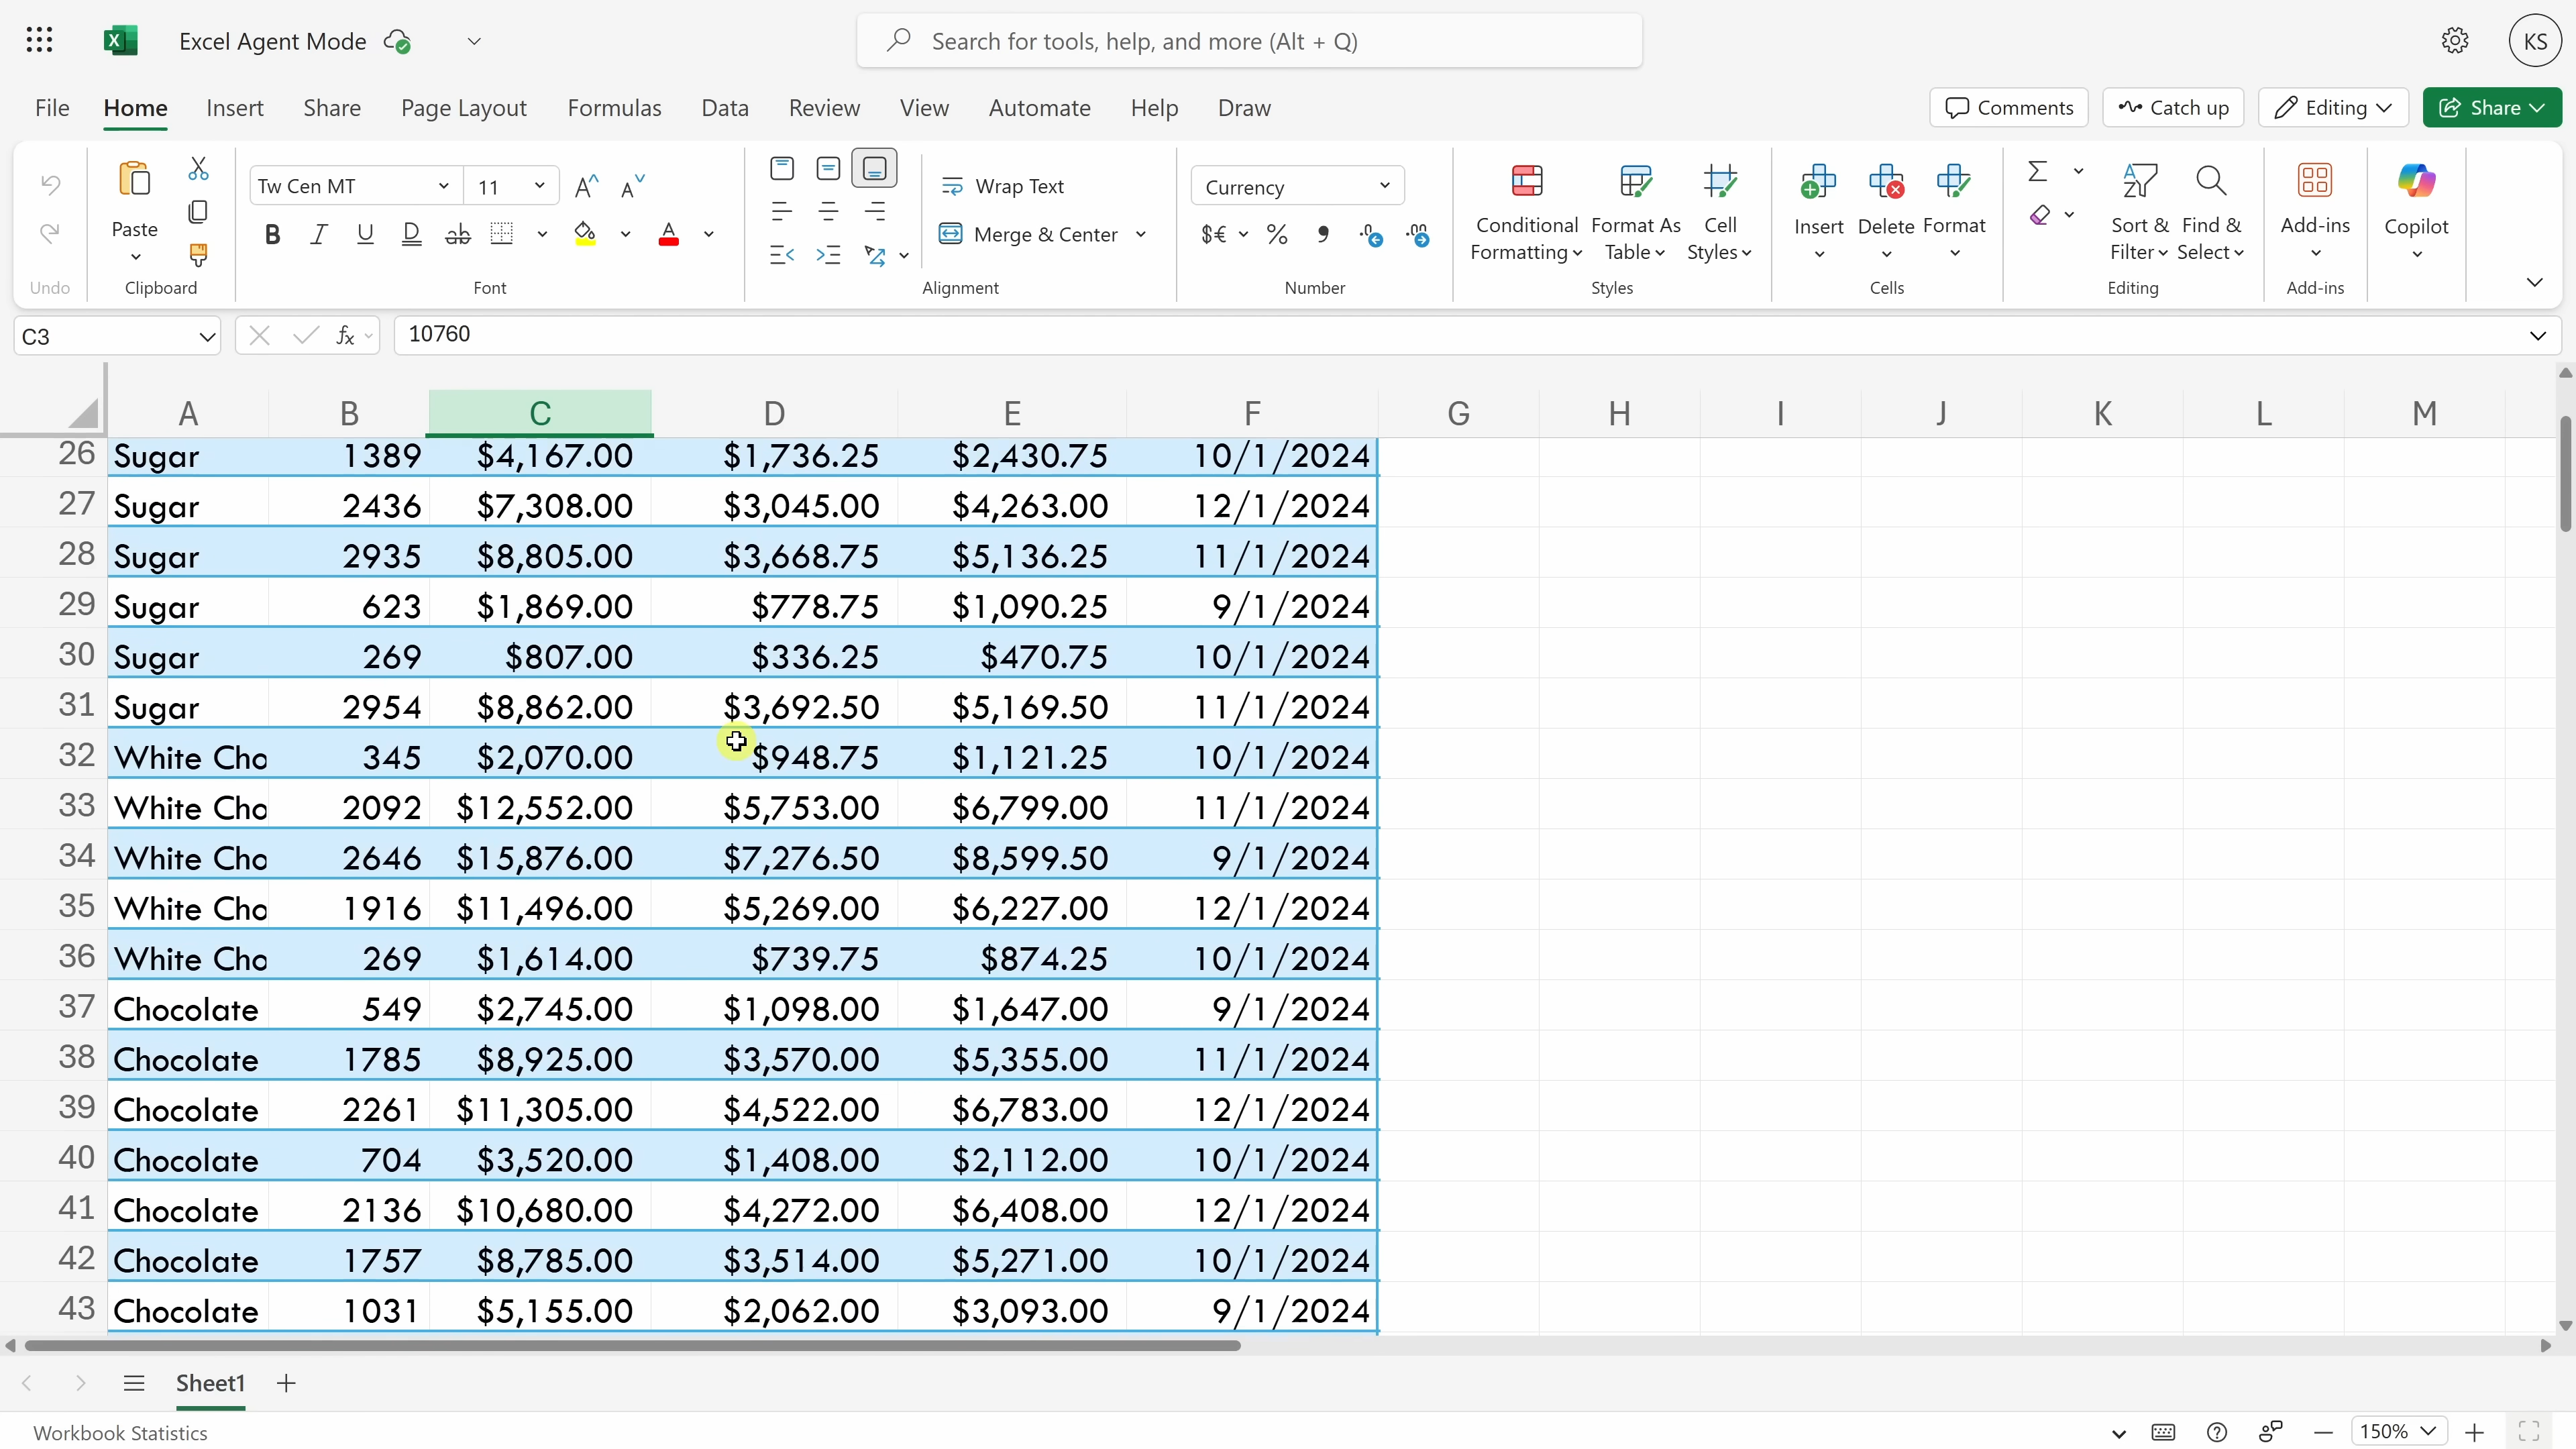 Excel Agent Mode
Search for tools, help, and more (Alt + Q)
KS
File Home Insert Share Page Layout Formulas Data Review View Automate Help Draw
Comments Catch up Editing Share
Paste
Tw Cen MT 11
Wrap Text
Merge & Center
Currency
Conditional Formatting
Format As Table
Cell Styles
Insert Delete Format
Sort & Filter
Find & Select
Add-ins
Copilot
Undo Clipboard Font Alignment Number Styles Cells Editing Add-ins
C3 fx 10760
A B C D E F G H I J K L M
26 Sugar 1389 $4,167.00 $1,736.25 $2,430.75 10/1/2024
27 Sugar 2436 $7,308.00 $3,045.00 $4,263.00 12/1/2024
28 Sugar 2935 $8,805.00 $3,668.75 $5,136.25 11/1/2024
29 Sugar 623 $1,869.00 $778.75 $1,090.25 9/1/2024
30 Sugar 269 $807.00 $336.25 $470.75 10/1/2024
31 Sugar 2954 $8,862.00 $3,692.50 $5,169.50 11/1/2024
32 White Cho 345 $2,070.00 $948.75 $1,121.25 10/1/2024
33 White Cho 2092 $12,552.00 $5,753.00 $6,799.00 11/1/2024
34 White Cho 2646 $15,876.00 $7,276.50 $8,599.50 9/1/2024
35 White Cho 1916 $11,496.00 $5,269.00 $6,227.00 12/1/2024
36 White Cho 269 $1,614.00 $739.75 $874.25 10/1/2024
37 Chocolate 549 $2,745.00 $1,098.00 $1,647.00 9/1/2024
38 Chocolate 1785 $8,925.00 $3,570.00 $5,355.00 11/1/2024
39 Chocolate 2261 $11,305.00 $4,522.00 $6,783.00 12/1/2024
40 Chocolate 704 $3,520.00 $1,408.00 $2,112.00 10/1/2024
41 Chocolate 2136 $10,680.00 $4,272.00 $6,408.00 12/1/2024
42 Chocolate 1757 $8,785.00 $3,514.00 $5,271.00 10/1/2024
43 Chocolate 1031 $5,155.00 $2,062.00 $3,093.00 9/1/2024
Sheet1
Workbook Statistics
150%